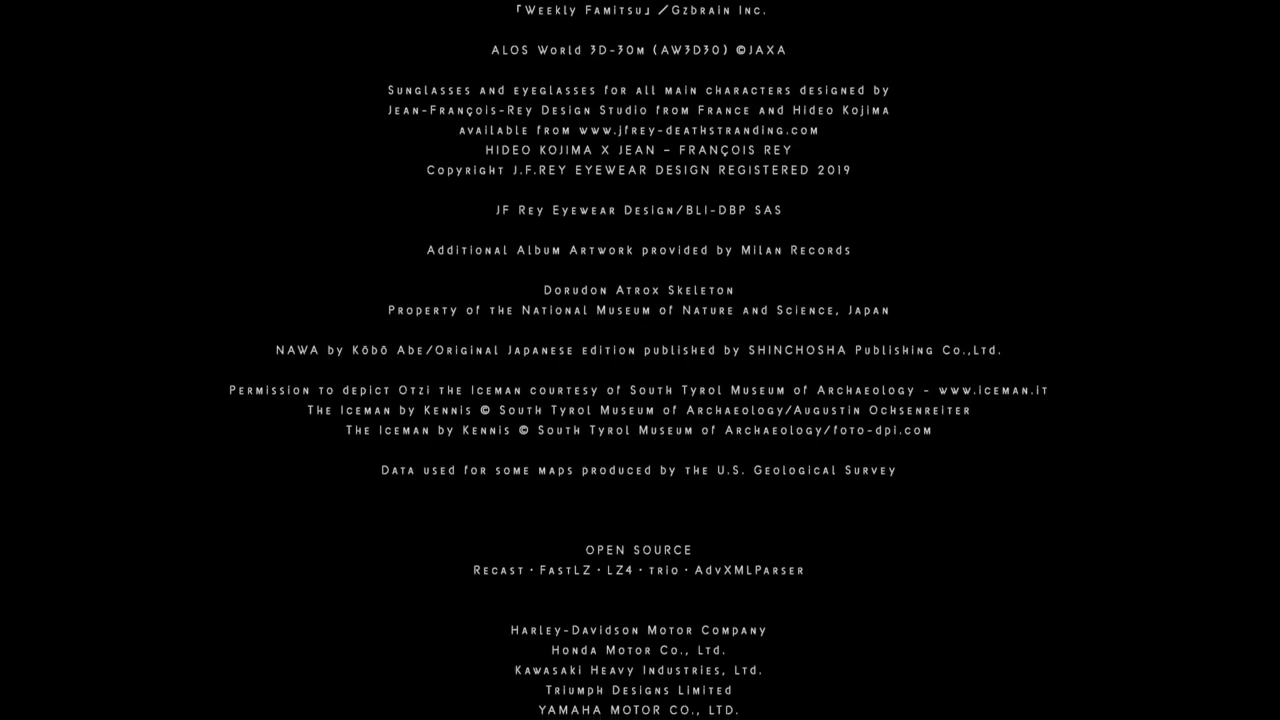 「Weekly Famitsu」／Gzbrain Inc.
ALOS World 3D-30m (AW3D30) ©JAXA
Sunglasses and eyeglasses for all main characters designed by
Jean-François-Rey Design Studio from France and Hideo Kojima
available from www.jfrey-deathstranding.com
HIDEO KOJIMA X JEAN – FRANÇOIS REY
Copyright J.F.REY EYEWEAR DESIGN REGISTERED 2019
JF Rey Eyewear Design/BLI-DBP SAS
Additional Album Artwork provided by Milan Records
Dorudon Atrox Skeleton
Property of the National Museum of Nature and Science, Japan
NAWA by Kōbō Abe/Original Japanese edition published by SHINCHOSHA Publishing Co.,Ltd.
Permission to depict Otzi the Iceman courtesy of South Tyrol Museum of Archaeology - www.iceman.it
The Iceman by Kennis © South Tyrol Museum of Archaeology/Augustin Ochsenreiter
The Iceman by Kennis © South Tyrol Museum of Archaeology/foto-dpi.com
Data used for some maps produced by the U.S. Geological Survey
OPEN SOURCE
Recast・FastLZ・LZ4・trio・AdvXMLParser
Harley-Davidson Motor Company
Honda Motor Co., Ltd.
Kawasaki Heavy Industries, Ltd.
Triumph Designs Limited
YAMAHA MOTOR CO., LTD.